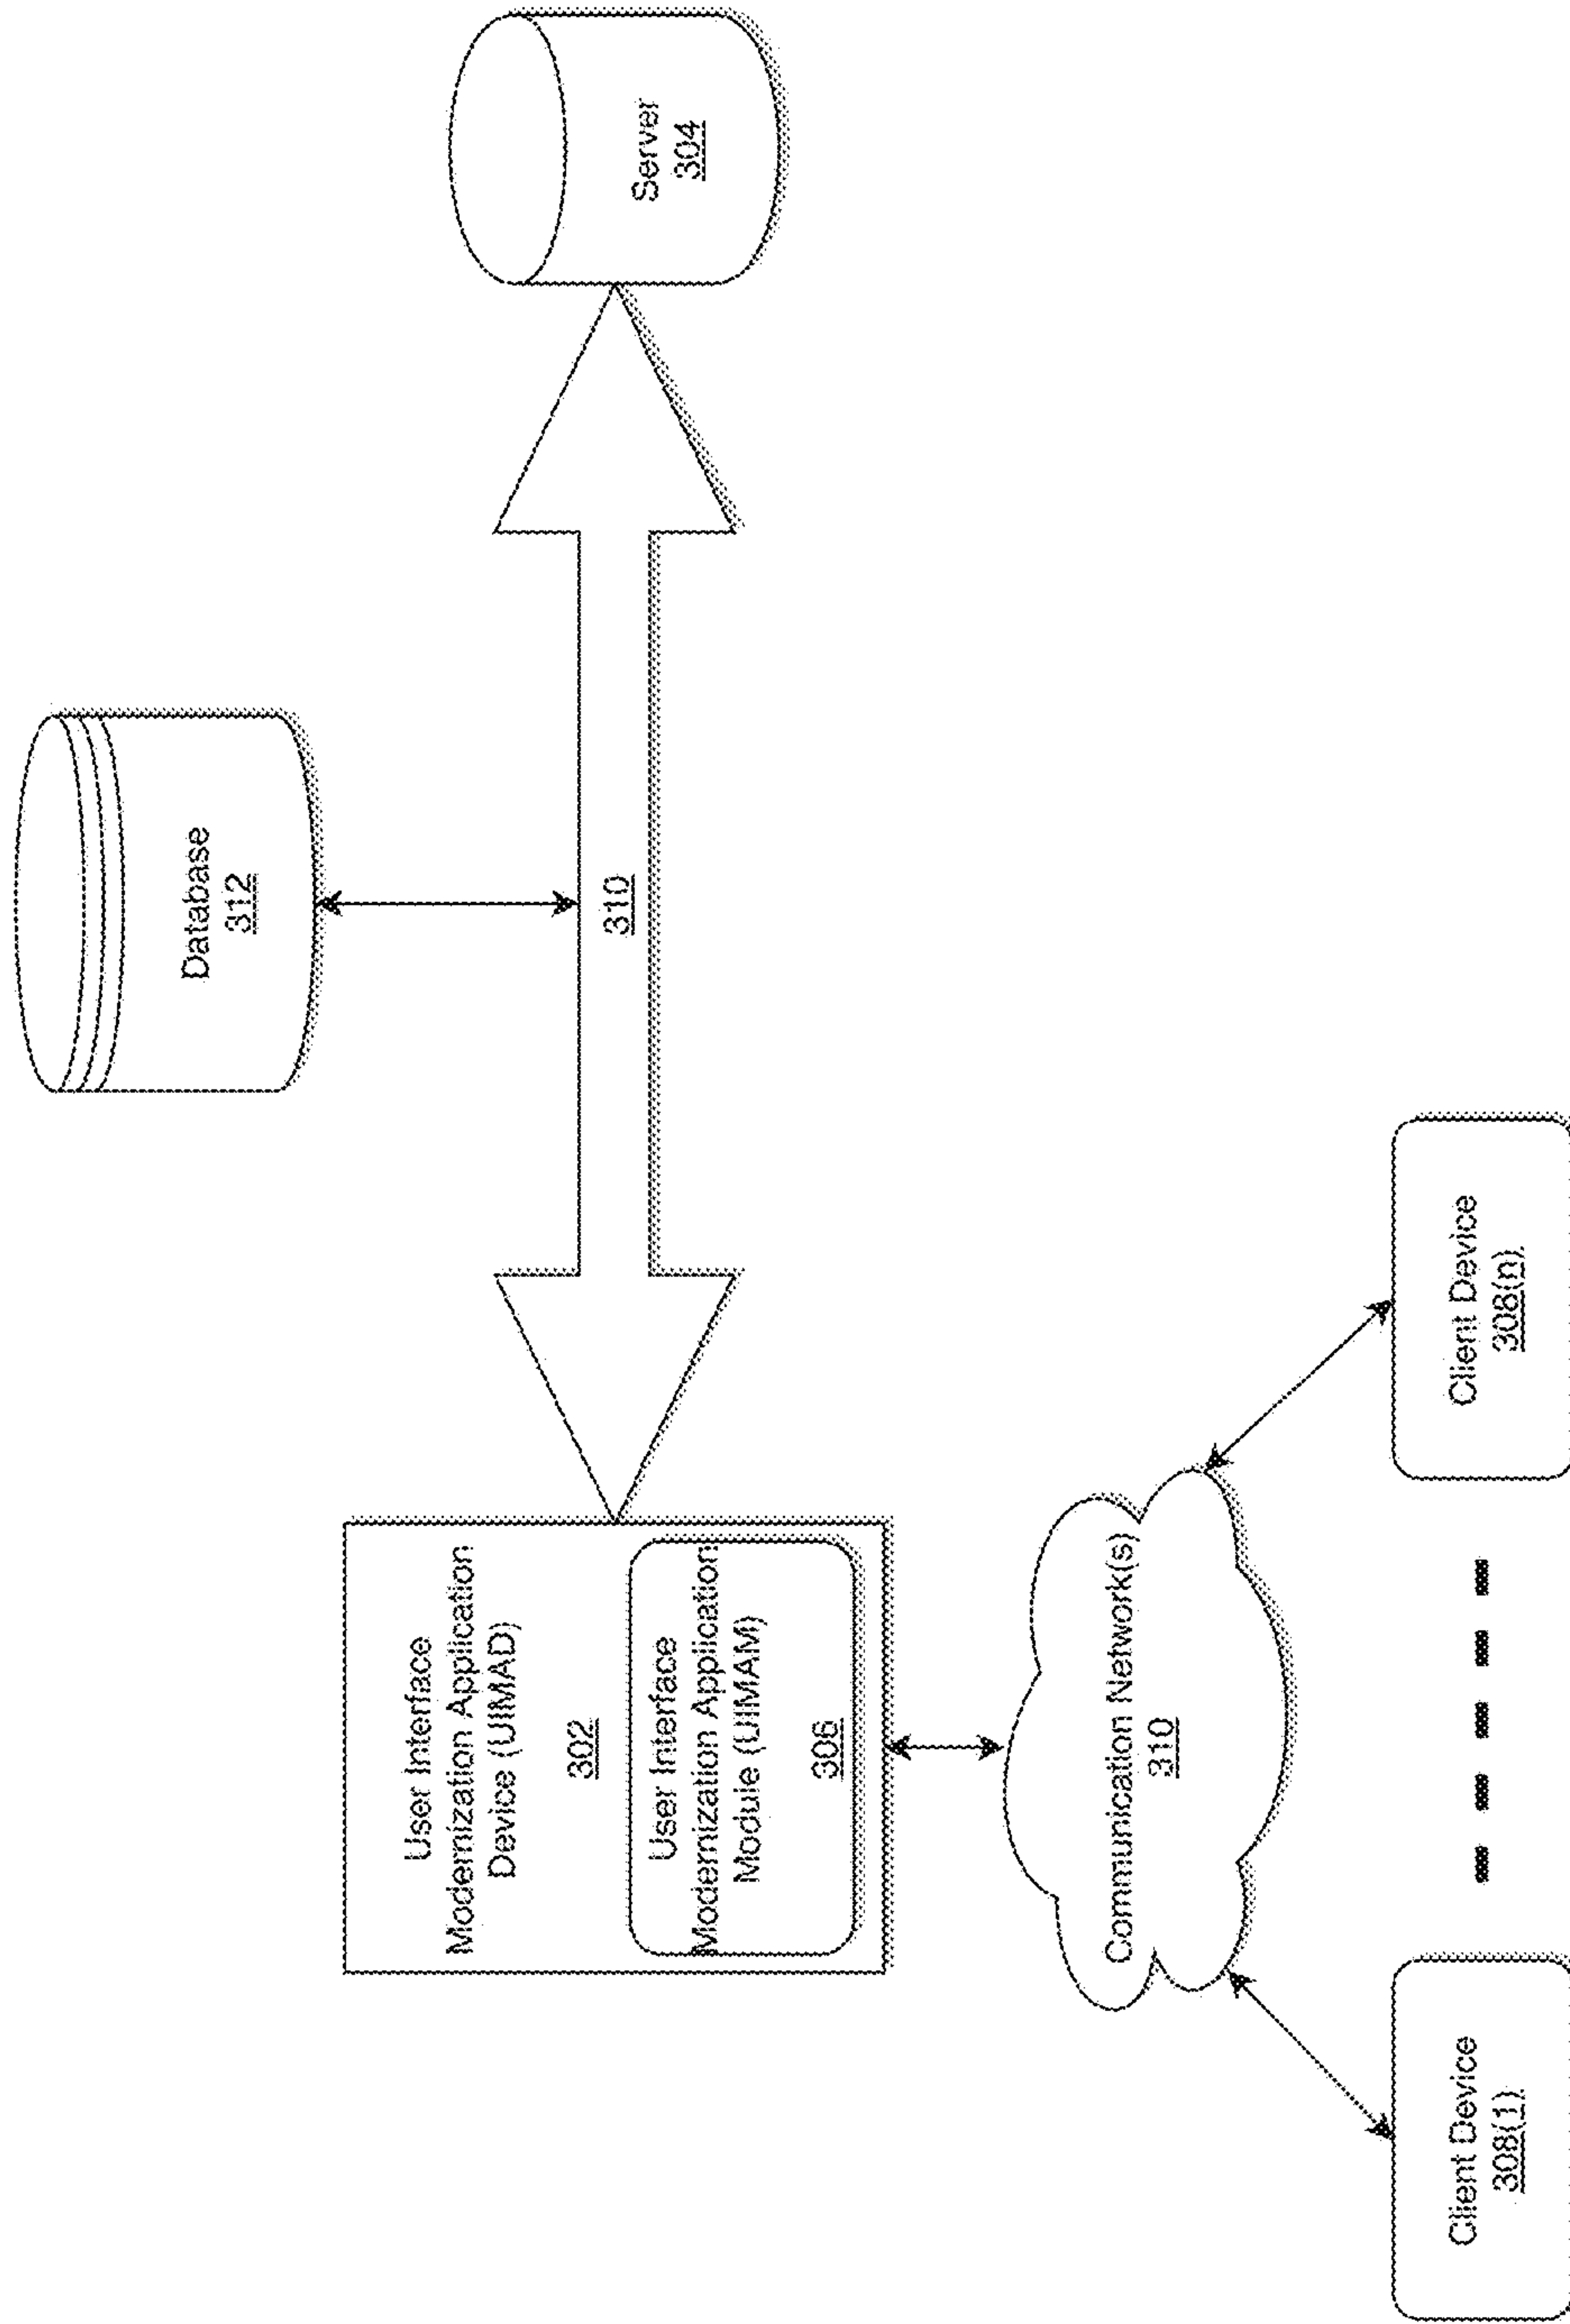 Database
312
Server
304
310
User Interface
Modernization Application
Device (UIMAD)
302
User Interface
Modernization Application
Module (UIMAM)
306
Communication Network(s)
310
Client Device
308(1)
Client Device
308(n)